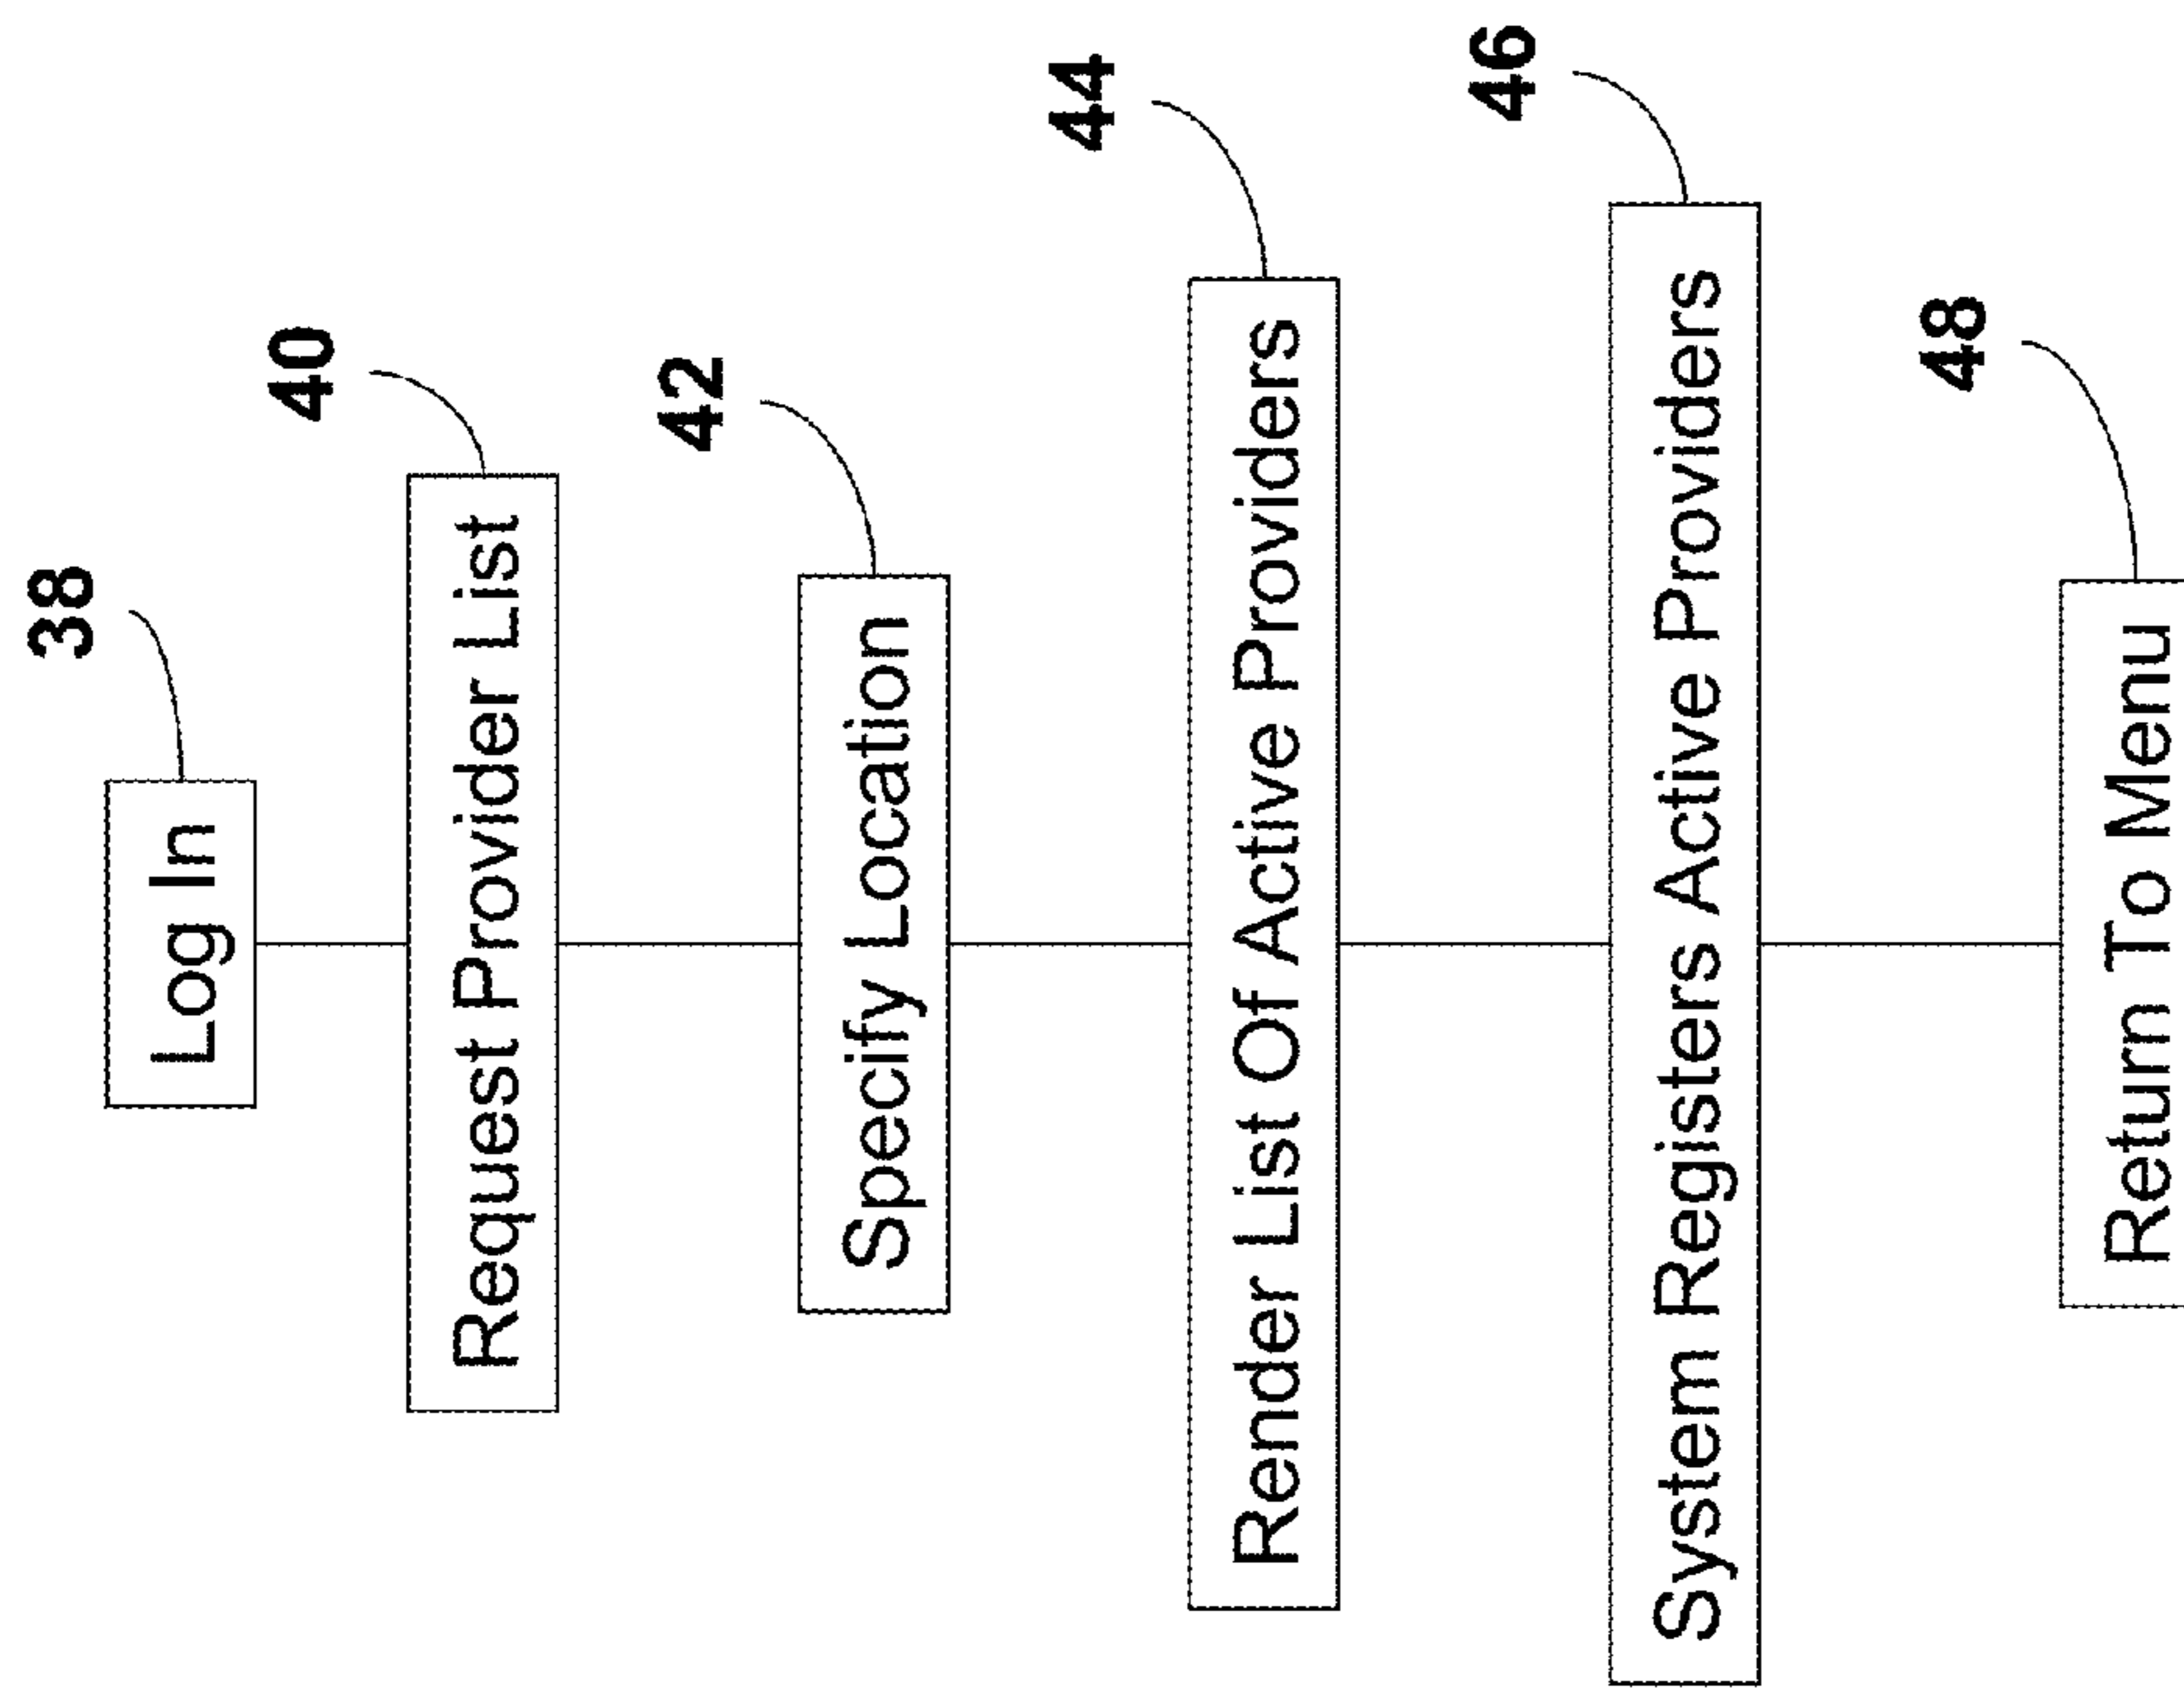 38
Log In
40
Request Provider List
42
Specify Location
44
Render List Of Active Providers
46
System Registers Active Providers
48
Return To Menu